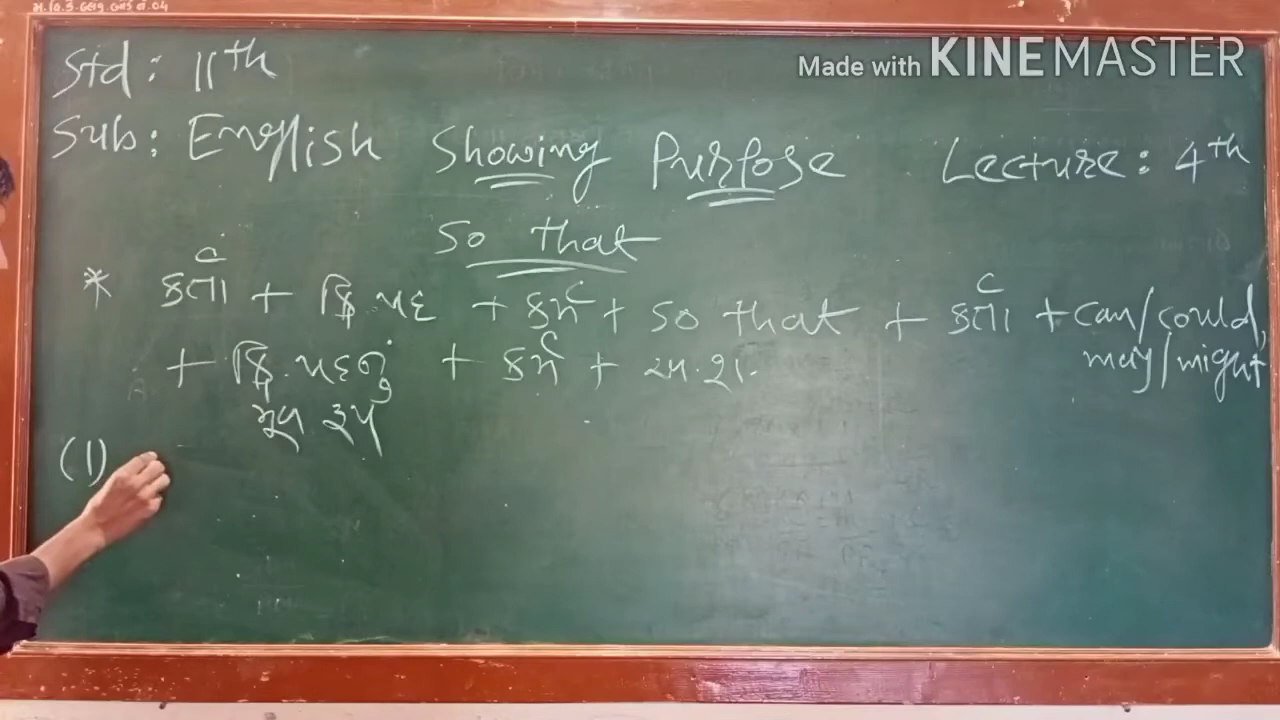 Made with KINEMASTER
Std: 11th
Sub: English Showing Purpose Lecture: 4th
So that
* કર્તા + ક્રિ.પદ + કર્મ + so that + કર્તા + can/could,
may/might
+ ક્રિ.પદનું + કર્મ + અ.શ.
મૂળ રૂપ
(1)